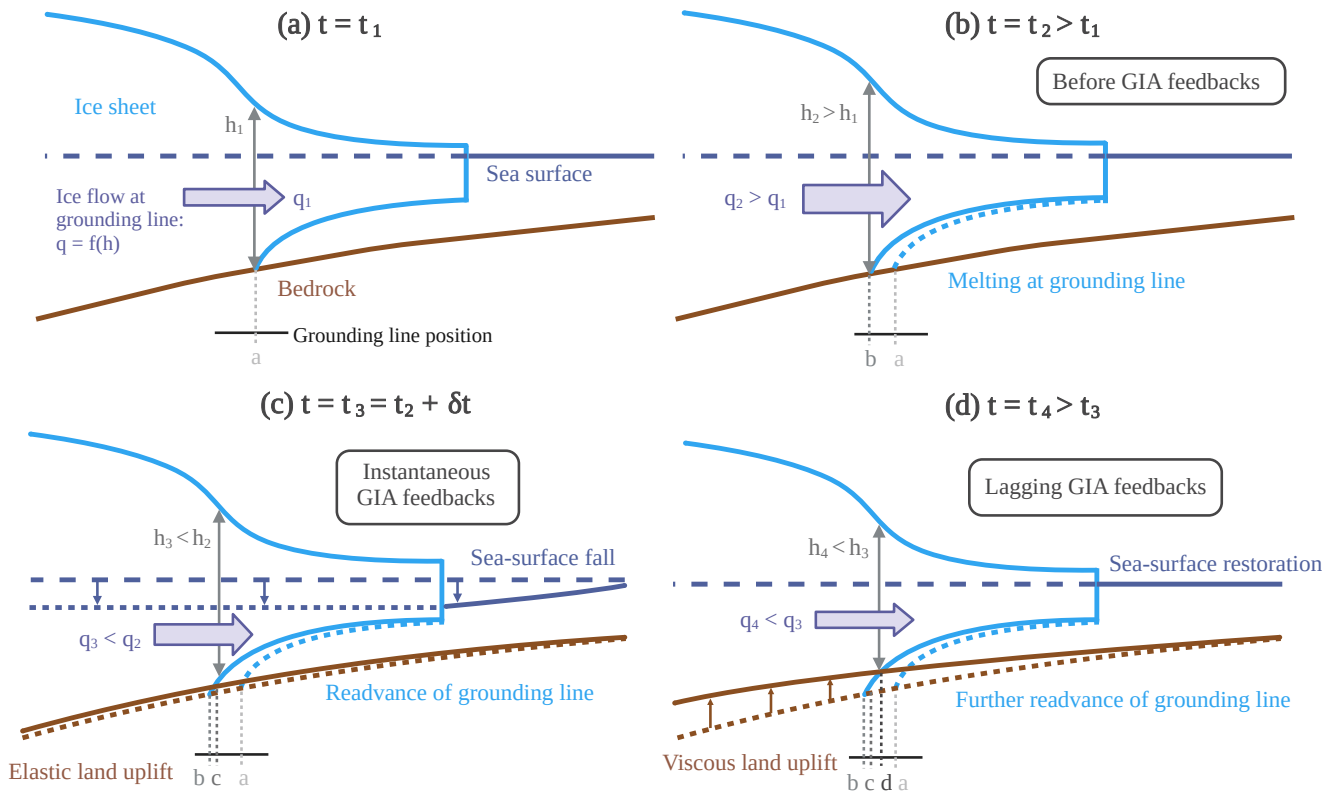 (a) t = t₁
Ice sheet
h₁
Sea surface
Ice flow at
grounding line:
q = f(h)
q₁
Bedrock
Grounding line position
a
(b) t = t₂ > t₁
Before GIA feedbacks
h₂ > h₁
q₂ > q₁
Melting at grounding line
b a
(c) t = t₃ = t₂ + δt
Instantaneous
GIA feedbacks
h₃ < h₂
Sea-surface fall
q₃ < q₂
Readvance of grounding line
Elastic land uplift
b c a
(d) t = t₄ > t₃
Lagging GIA feedbacks
h₄ < h₃
Sea-surface restoration
q₄ < q₃
Further readvance of grounding line
Viscous land uplift
b c d a